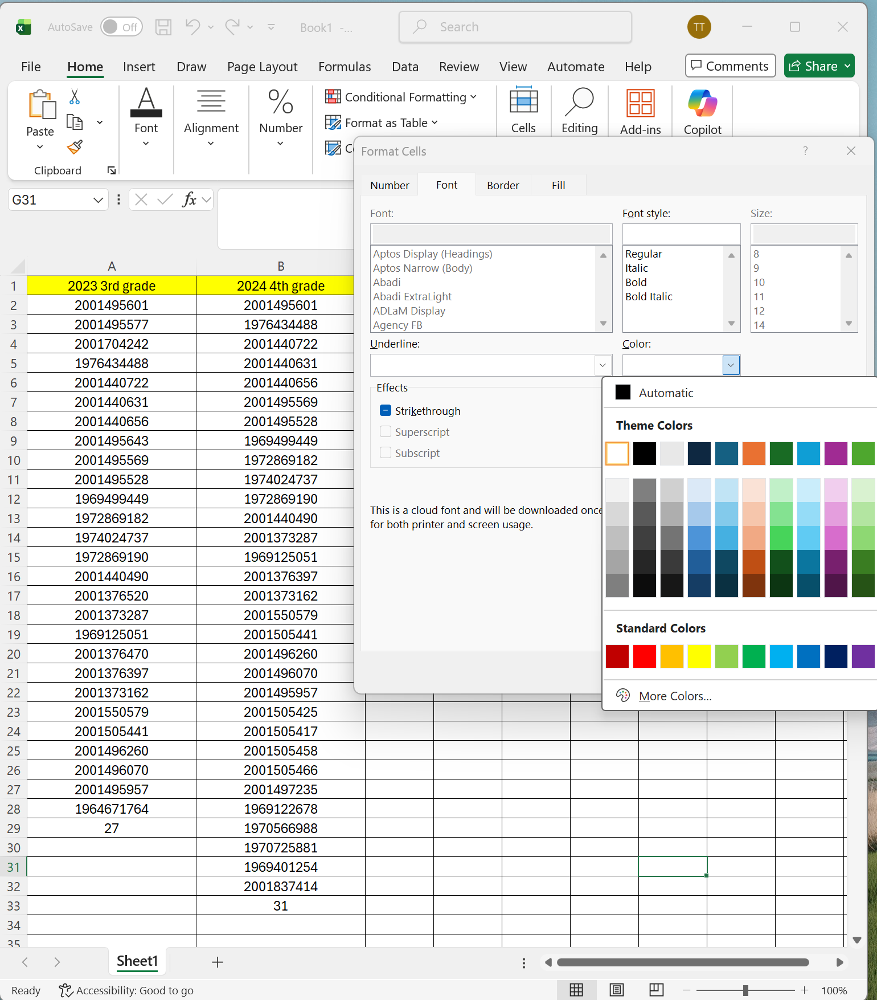 AutoSave Off Book1 -... Search TT
File Home Insert Draw Page Layout Formulas Data Review View Automate Help Comments Share
Paste
Clipboard
Font
Alignment
Number
Conditional Formatting
Format as Table
C
Cells
Editing
Add-ins
Copilot
G31 fx
Format Cells ?
Number Font Border Fill
Font: Font style: Size:
Aptos Display (Headings) Regular 8
Aptos Narrow (Body) Italic 9
Abadi Bold 10
Abadi ExtraLight Bold Italic 11
ADLaM Display 12
Agency FB 14
Underline: Color:
Effects
Strikethrough
Superscript
Subscript
This is a cloud font and will be downloaded once
for both printer and screen usage.
Automatic
Theme Colors
Standard Colors
More Colors...
A B
1 2023 3rd grade 2024 4th grade
2 2001495601 2001495601
3 2001495577 1976434488
4 2001704242 2001440722
5 1976434488 2001440631
6 2001440722 2001440656
7 2001440631 2001495569
8 2001440656 2001495528
9 2001495643 1969499449
10 2001495569 1972869182
11 2001495528 1974024737
12 1969499449 1972869190
13 1972869182 2001440490
14 1974024737 2001373287
15 1972869190 1969125051
16 2001440490 2001376397
17 2001376520 2001373162
18 2001373287 2001550579
19 1969125051 2001505441
20 2001376470 2001496260
21 2001376397 2001496070
22 2001373162 2001495957
23 2001550579 2001505425
24 2001505441 2001505417
25 2001496260 2001505458
26 2001496070 2001505466
27 2001495957 2001497235
28 1964671764 1969122678
29 27 1970566988
30 1970725881
31 1969401254
32 2001837414
33 31
34
35
Sheet1
Ready Accessibility: Good to go 100%